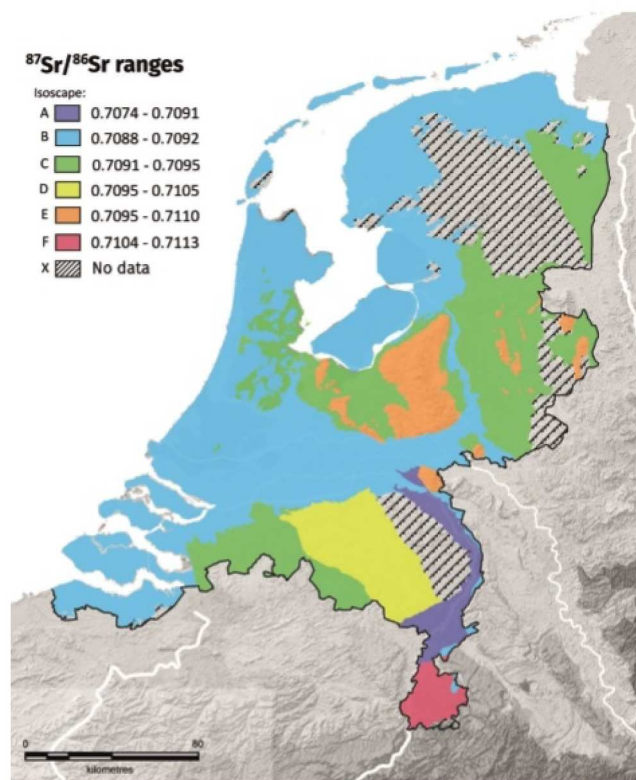 ⁸⁷Sr/⁸⁶Sr ranges
Isoscape:
A 0.7074 - 0.7091
B 0.7088 - 0.7092
C 0.7091 - 0.7095
D 0.7095 - 0.7105
E 0.7095 - 0.7110
F 0.7104 - 0.7113
X No data
0 80
kilometres